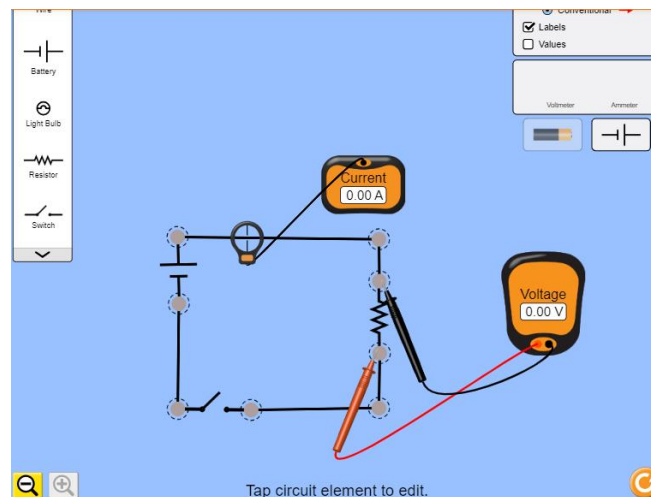 Wire
Battery
Light Bulb
Resistor
Switch
Conventional
Labels
Values
Voltmeter
Ammeter
Current
0.00 A
Voltage
0.00 V
Tap circuit element to edit.